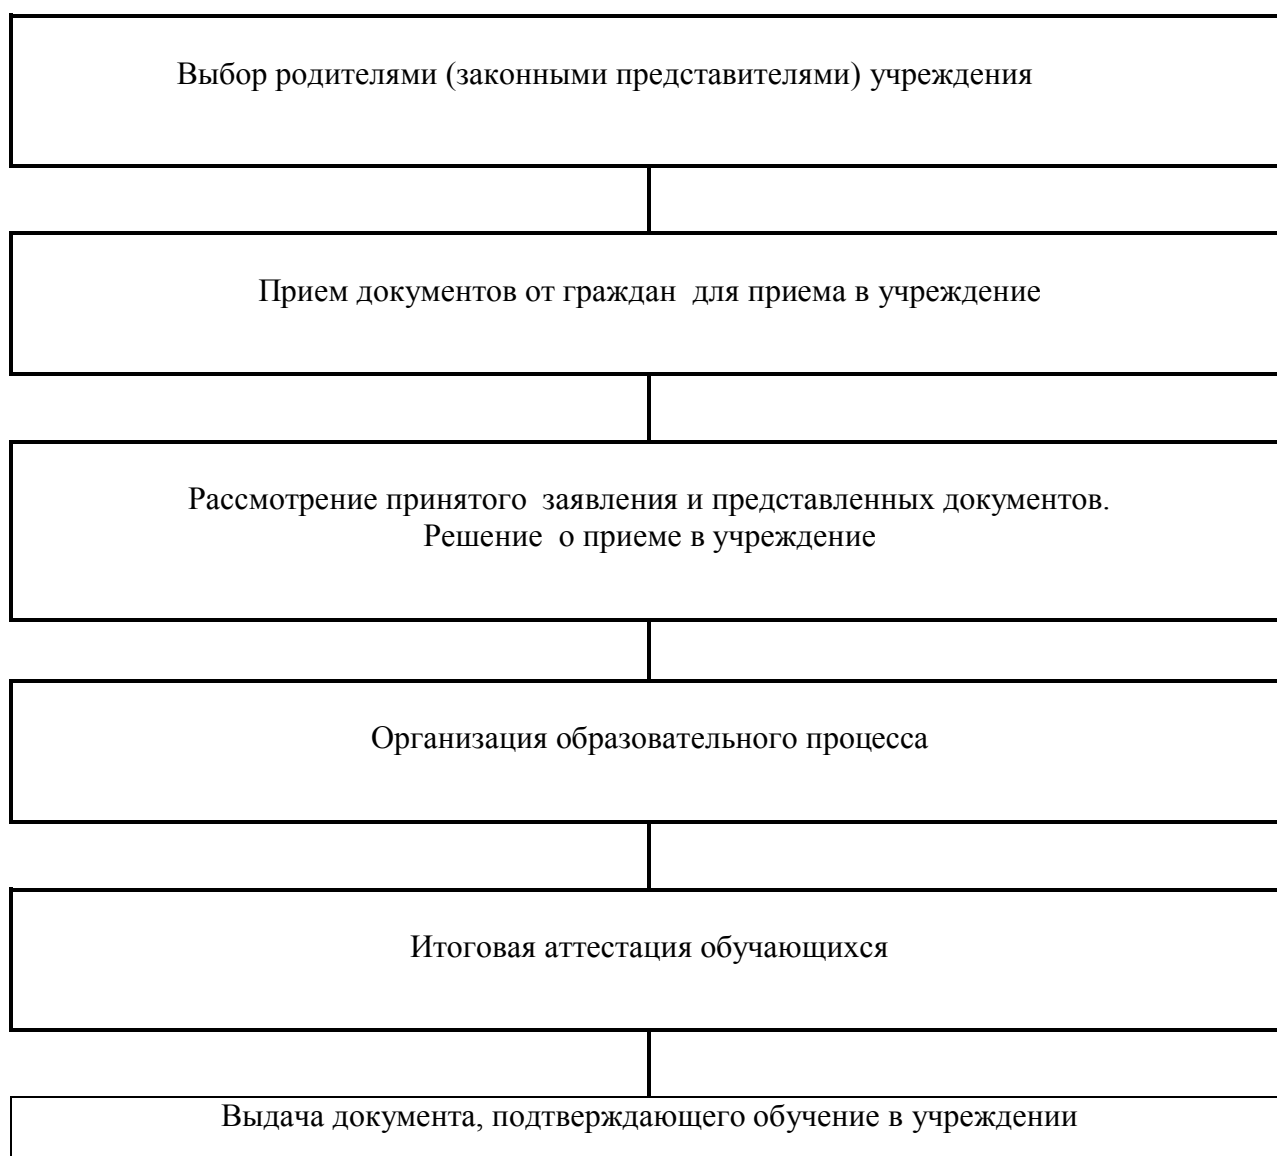 Выбор родителями (законными представителями) учреждения
Прием документов от граждан  для приема в учреждение
Рассмотрение принятого  заявления и представленных документов.
Решение  о приеме в учреждение
Организация образовательного процесса
Итоговая аттестация обучающихся
Выдача документа, подтверждающего обучение в учреждении